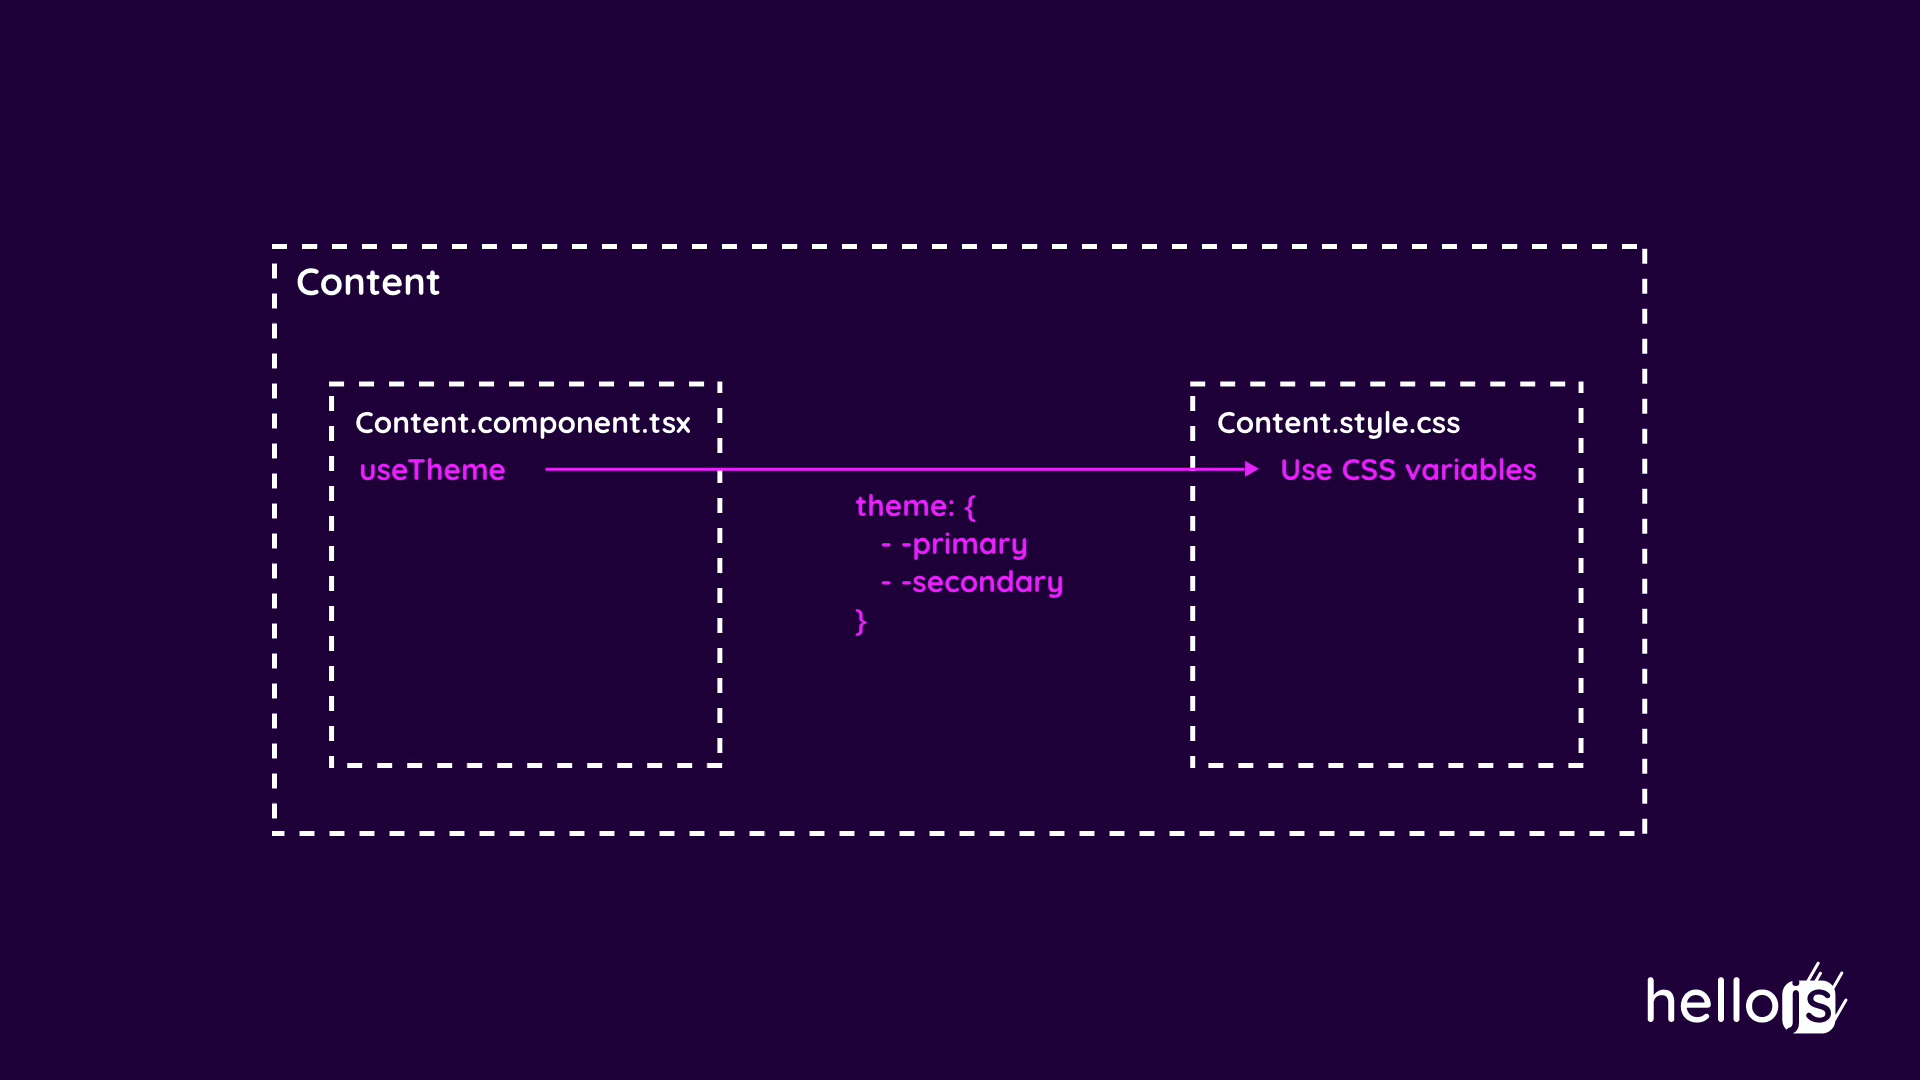 Content
Content.component.tsx
useTheme
Content.style.css
Use CSS variables
theme: {
- -primary
- -secondary
}
hellojs